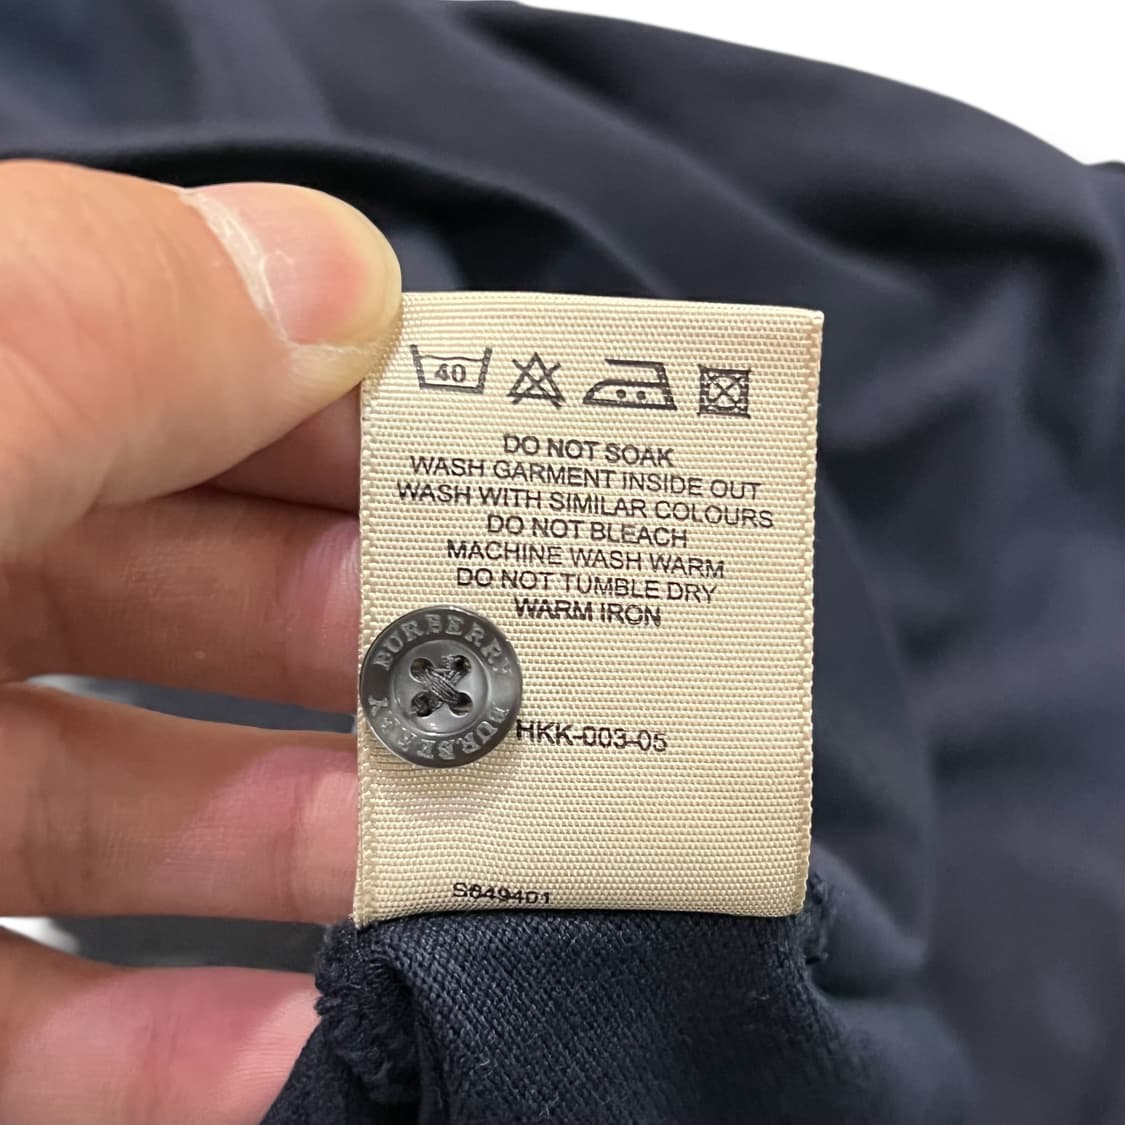 40
DO NOT SOAK
WASH GARMENT INSIDE OUT
WASH WITH SIMILAR COLOURS
DO NOT BLEACH
MACHINE WASH WARM
DO NOT TUMBLE DRY
WARM IRON
BURBERRY BURBERRY
HKK-003-05
S649401